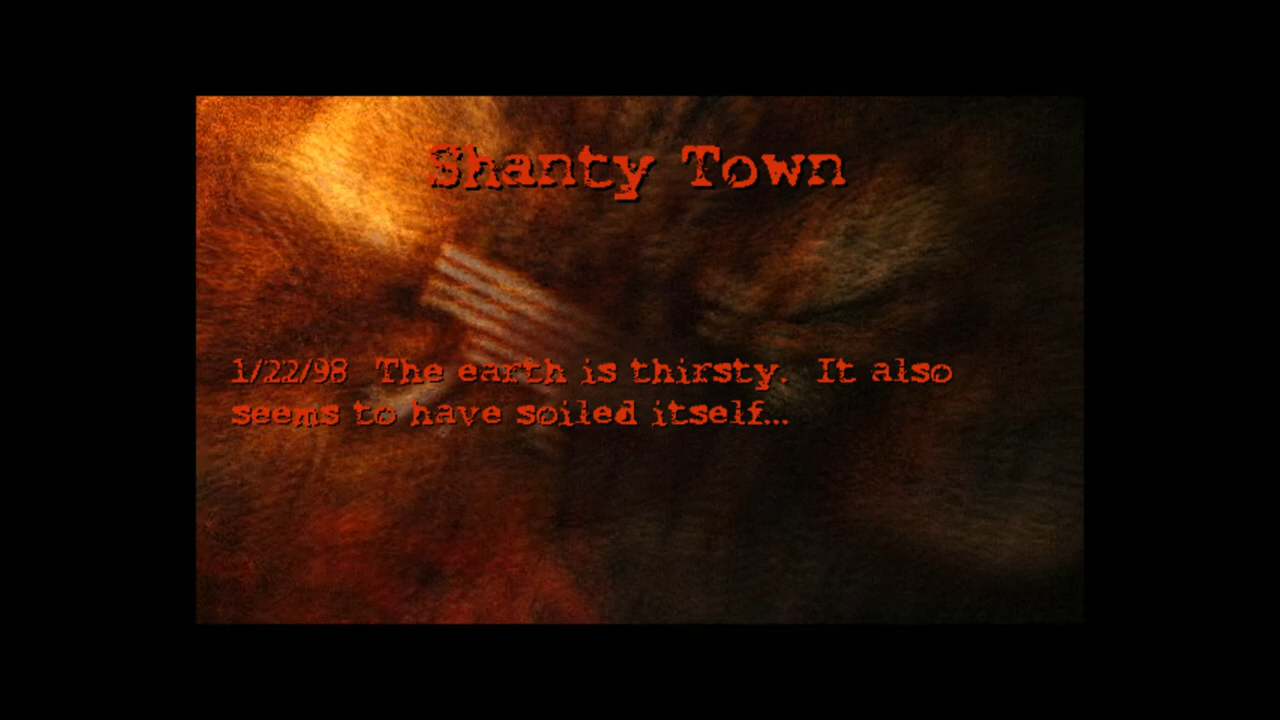 Shanty Town
1/22/98 The earth is thirsty. It also
seems to have soiled itself...